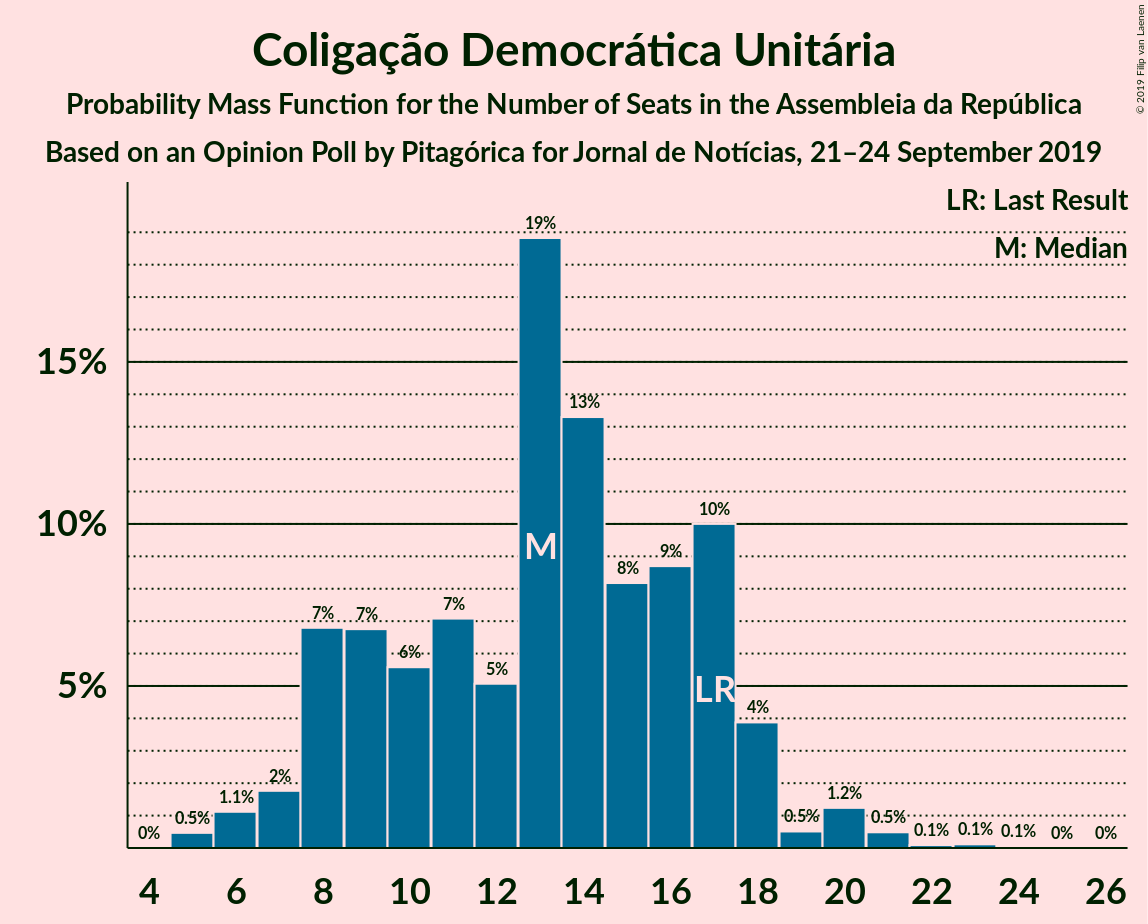 © 2019 Filip van Laenen
Coligação Democrática Unitária
Probability Mass Function for the Number of Seats in the Assembleia da República
Based on an Opinion Poll by Pitagórica for Jornal de Notícias, 21–24 September 2019
LR: Last Result
M: Median
15%
10%
5%
0%
0.5%
1.1%
2%
7%
7%
6%
7%
5%
19%
13%
8%
9%
10%
4%
0.5%
1.2%
0.5%
0.1%
0.1%
0.1%
0%
0%
M
LR
4 6 8 10 12 14 16 18 20 22 24 26